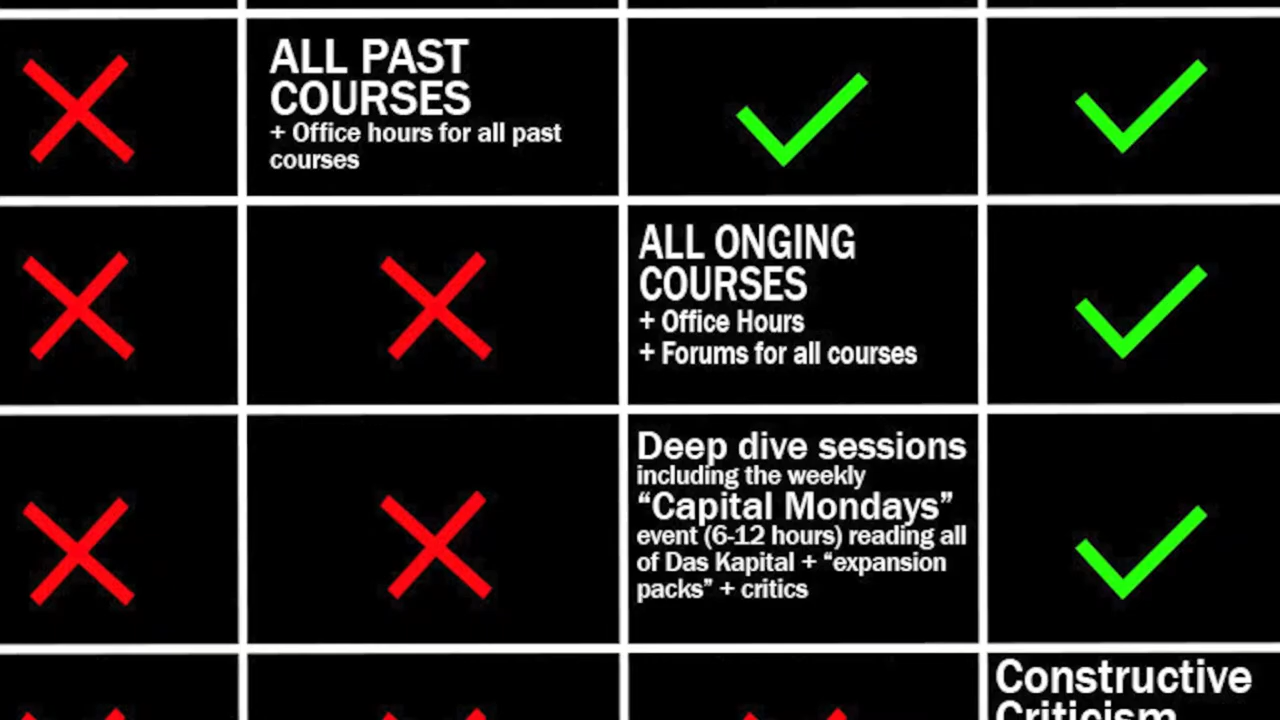 ALL PAST
COURSES
+ Office hours for all past
courses
ALL ONGING
COURSES
+ Office Hours
+ Forums for all courses
Deep dive sessions
including the weekly
“Capital Mondays”
event (6-12 hours) reading all
of Das Kapital + “expansion
packs” + critics
Constructive
Criticism